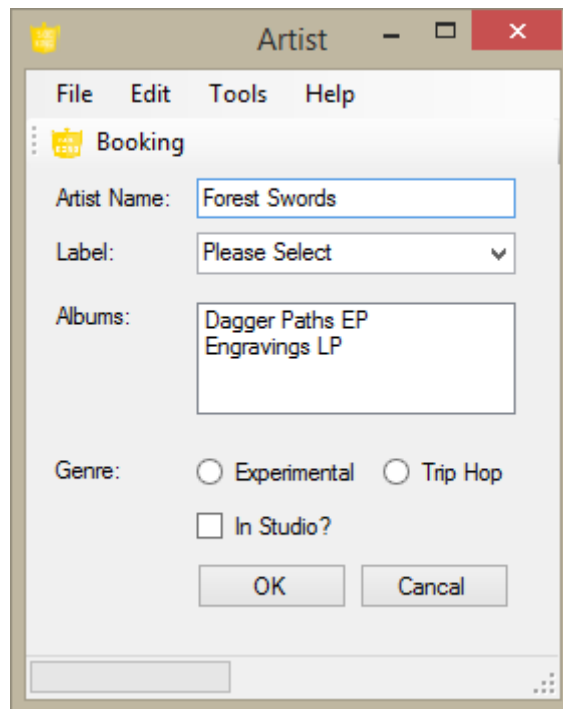 Artist
File Edit Tools Help
Booking
Artist Name: Forest Swords
Label: Please Select
Albums: Dagger Paths EP
Engravings LP
Genre: Experimental Trip Hop
In Studio?
OK Cancal